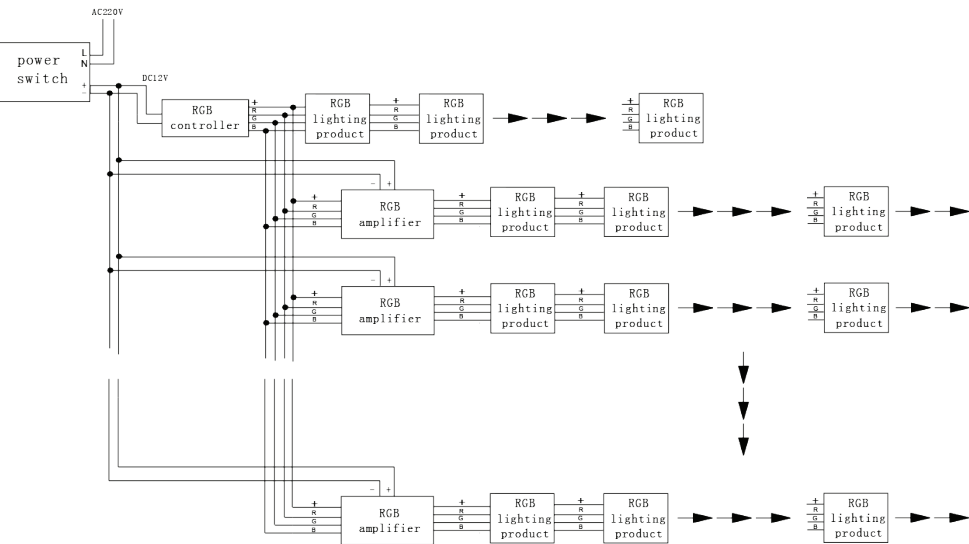 AC220V
power
switch
L
N
+
-
DC12V
RGB
controller
+
R
G
B
RGB
lighting
product
+
R
G
B
RGB
lighting
product
+
R
G
B
RGB
lighting
product
- +
+
R
G
B
RGB
amplifier
+
R
G
B
RGB
lighting
product
+
R
G
B
RGB
lighting
product
+
R
G
B
RGB
lighting
product
- +
+
R
G
B
RGB
amplifier
+
R
G
B
RGB
lighting
product
+
R
G
B
RGB
lighting
product
+
R
G
B
RGB
lighting
product
- +
+
R
G
B
RGB
amplifier
+
R
G
B
RGB
lighting
product
+
R
G
B
RGB
lighting
product
+
R
G
B
RGB
lighting
product